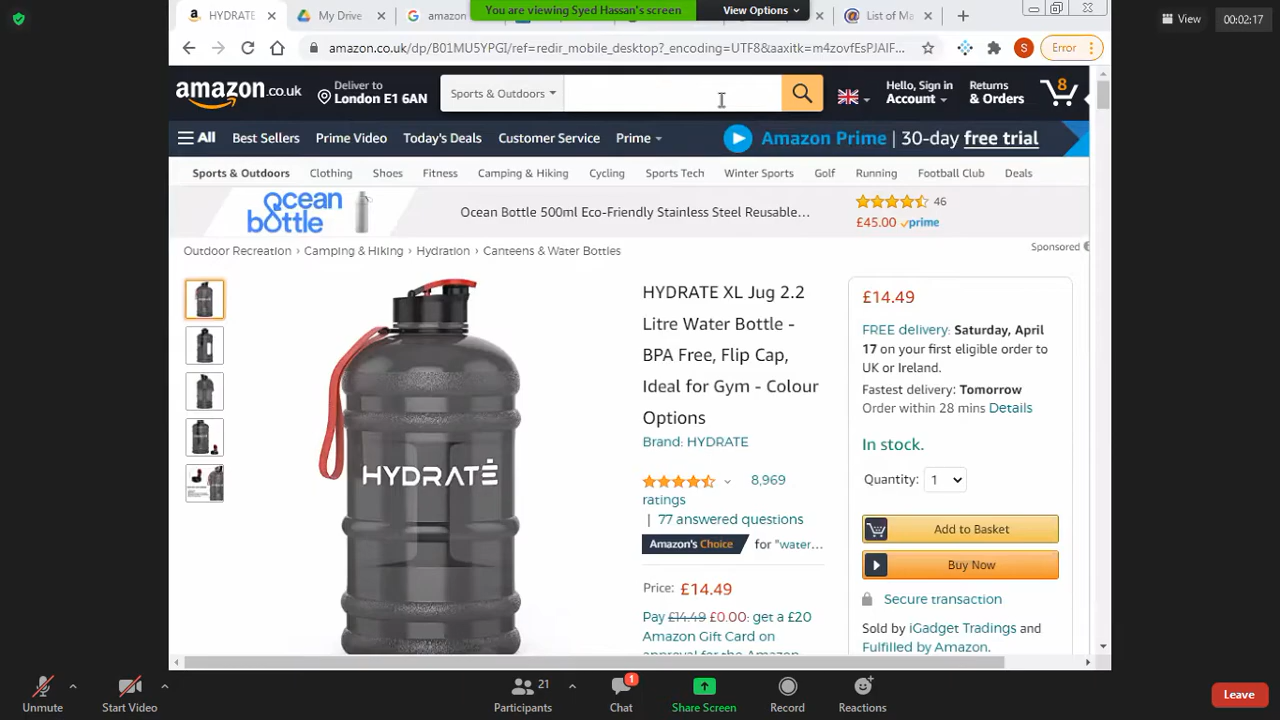 HYDRATE
My Drive
amazon
You are viewing Syed Hassan's screen
View Options
List of Ma
View
00:02:17
amazon.co.uk/dp/B01MU5YPGI/ref=redir_mobile_desktop?_encoding=UTF8&aaxitk=m4zovfEsPJAIF...
S
Error
amazon.co.uk
Deliver to
London E1 6AN
Sports & Outdoors
Hello, Sign in
Account
Returns
& Orders
8
All
Best Sellers
Prime Video
Today's Deals
Customer Service
Prime
Amazon Prime | 30-day free trial
Sports & Outdoors
Clothing
Shoes
Fitness
Camping & Hiking
Cycling
Sports Tech
Winter Sports
Golf
Running
Football Club
Deals
ocean
bottle
Ocean Bottle 500ml Eco-Friendly Stainless Steel Reusable...
46
£45.00 prime
Outdoor Recreation › Camping & Hiking › Hydration › Canteens & Water Bottles
Sponsored
HYDRATE
HYDRATE XL Jug 2.2
Litre Water Bottle -
BPA Free, Flip Cap,
Ideal for Gym - Colour
Options
Brand: HYDRATE
8,969
ratings
| 77 answered questions
Amazon's Choice for "water...
Price: £14.49
Pay £14.49 £0.00: get a £20
Amazon Gift Card on
approval for the Amazon
£14.49
FREE delivery: Saturday, April
17 on your first eligible order to
UK or Ireland.
Fastest delivery: Tomorrow
Order within 28 mins Details
In stock.
Quantity: 1
Add to Basket
Buy Now
Secure transaction
Sold by iGadget Tradings and
Fulfilled by Amazon.
Unmute
Start Video
21
Participants
1
Chat
Share Screen
Record
Reactions
Leave